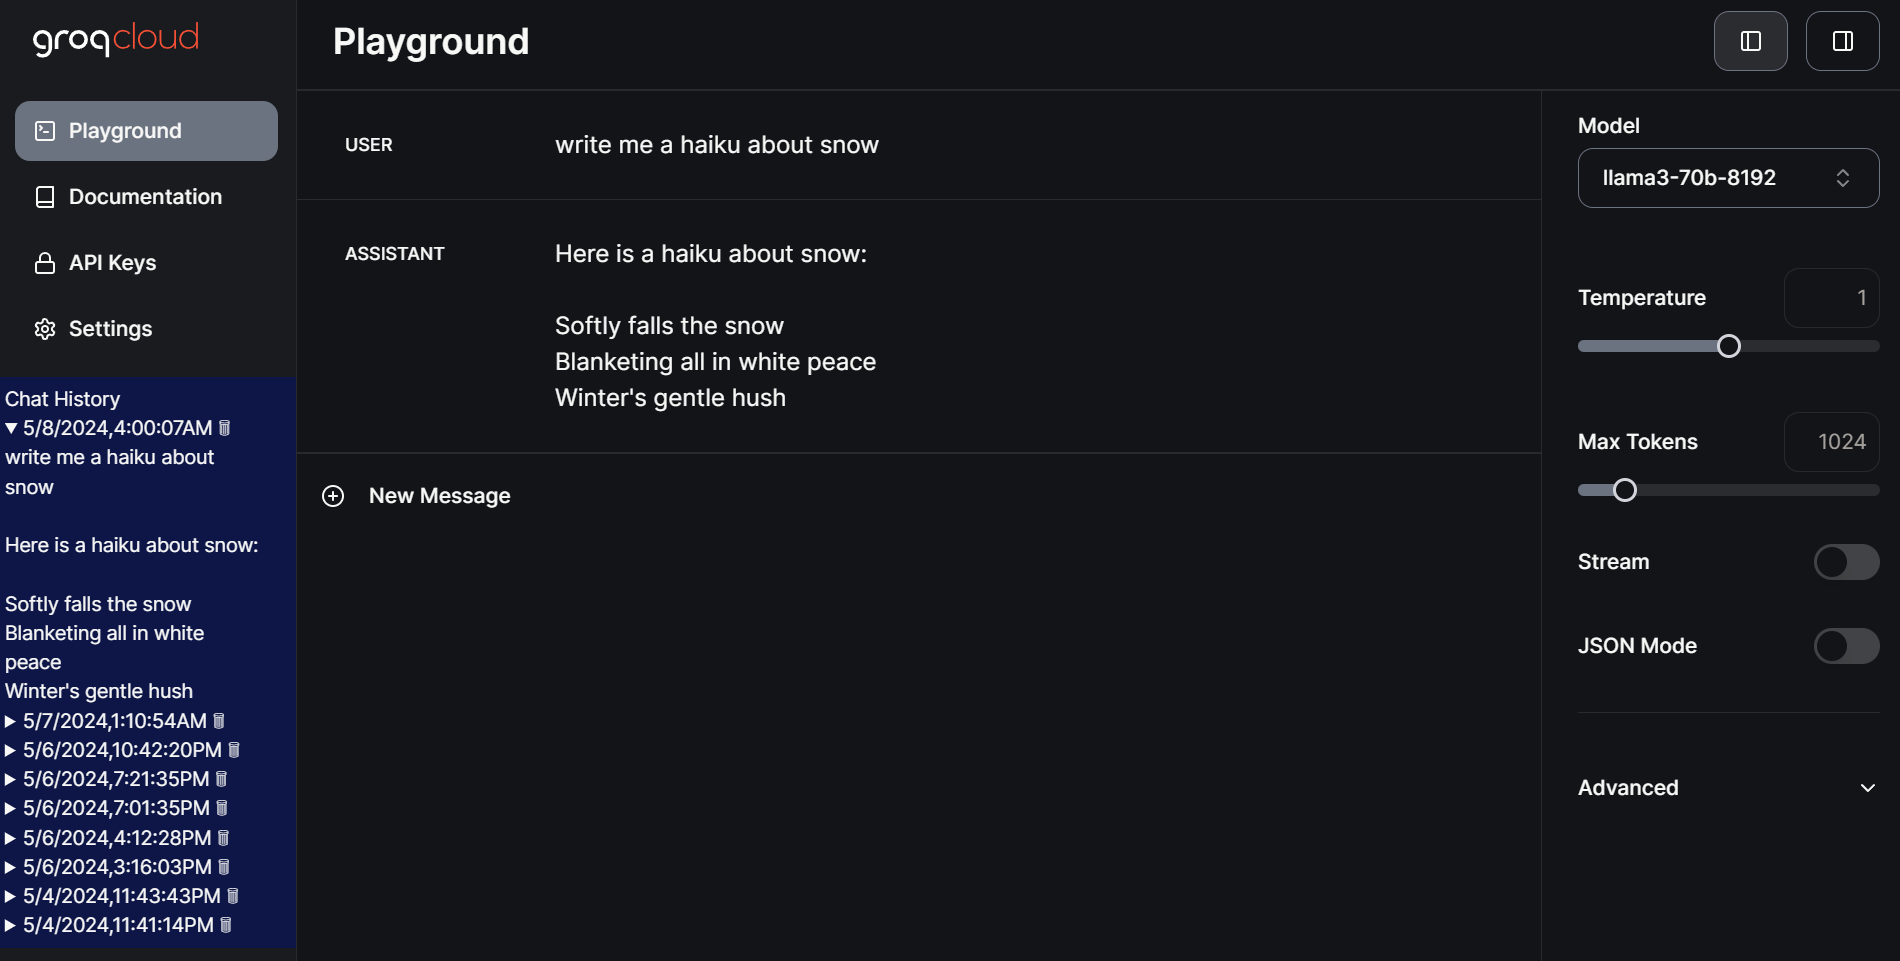 groqcloud
Playground
Documentation
API Keys
Settings
Chat History
5/8/2024,4:00:07AM
write me a haiku about
snow
Here is a haiku about snow:
Softly falls the snow
Blanketing all in white
peace
Winter's gentle hush
5/7/2024,1:10:54AM
5/6/2024,10:42:20PM
5/6/2024,7:21:35PM
5/6/2024,7:01:35PM
5/6/2024,4:12:28PM
5/6/2024,3:16:03PM
5/4/2024,11:43:43PM
5/4/2024,11:41:14PM
Playground
USER
write me a haiku about snow
ASSISTANT
Here is a haiku about snow:
Softly falls the snow
Blanketing all in white peace
Winter's gentle hush
New Message
Model
llama3-70b-8192
Temperature
1
Max Tokens
1024
Stream
JSON Mode
Advanced